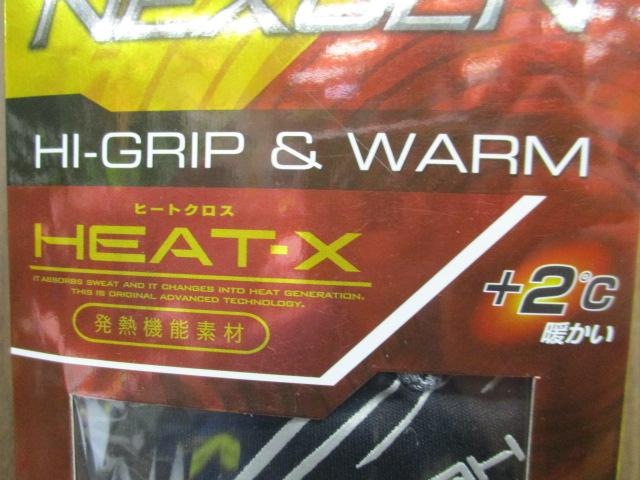 NEXGEN
HI-GRIP & WARM
ヒートクロス
HEAT-X
IT ABSORBS SWEAT AND IT CHANGES INTO HEAT GENERATION.
THIS IS ORIGINAL ADVANCED TECHNOLOGY.
発熱機能素材
+2℃
暖かい